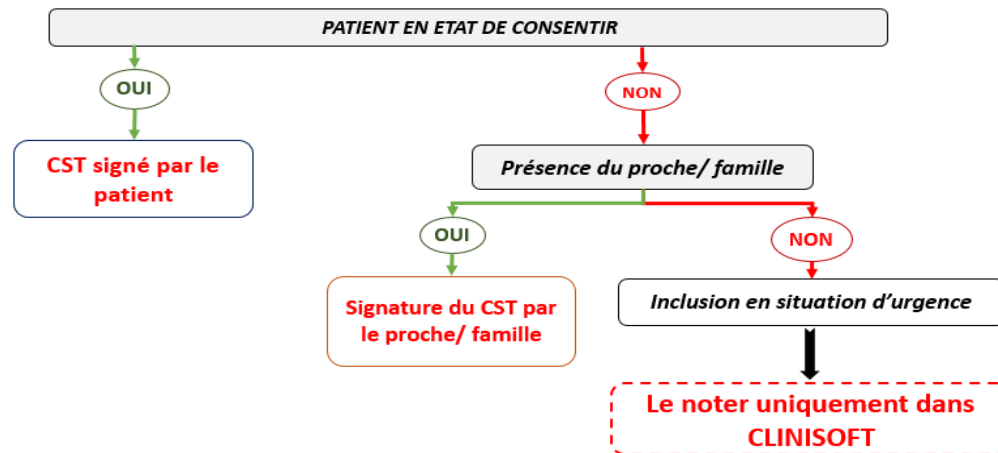 PATIENT EN ETAT DE CONSENTIR
OUI
NON
CST signé par le
patient
Présence du proche/ famille
OUI
NON
Signature du CST par
le proche/ famille
Inclusion en situation d’urgence
Le noter uniquement dans
CLINISOFT